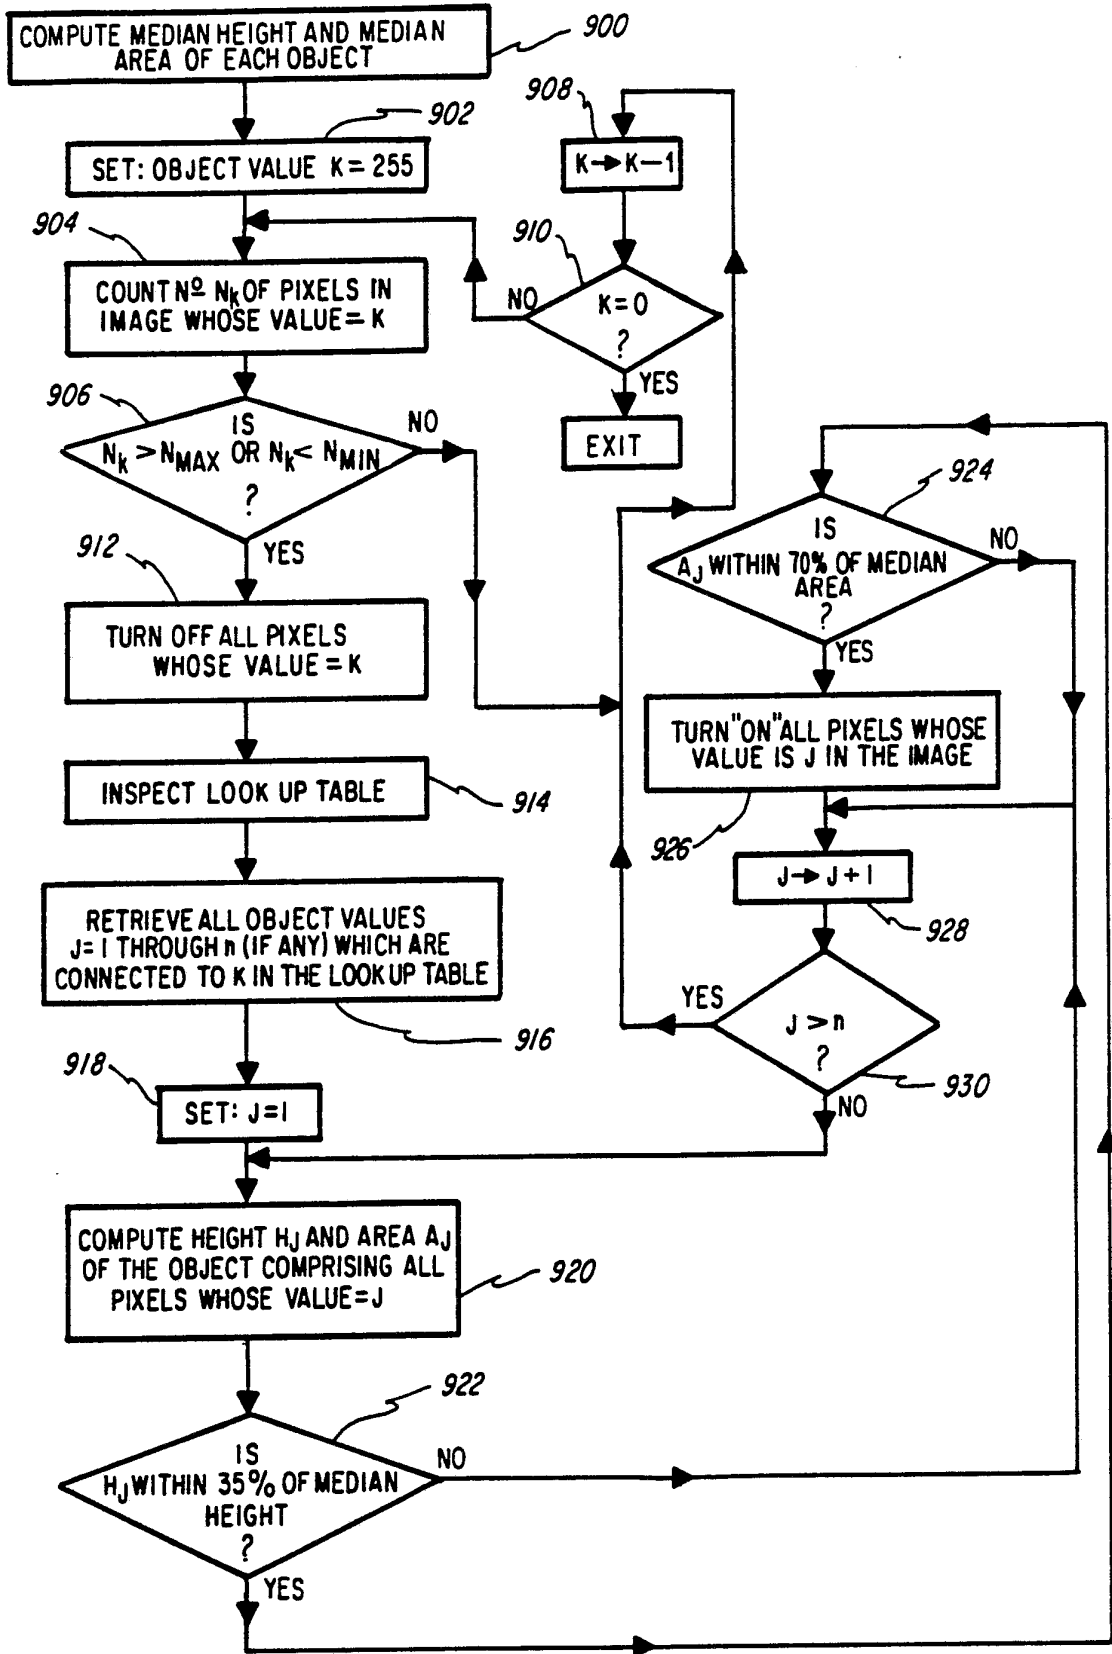 COMPUTE MEDIAN HEIGHT AND MEDIAN
AREA OF EACH OBJECT
900
902
SET: OBJECT VALUE K = 255
904
COUNT Nº Nk OF PIXELS IN
IMAGE WHOSE VALUE = K
906
IS
Nk > NMAX OR Nk < NMIN
?
NO
YES
908
K→K-1
910
K=0
?
NO
YES
EXIT
912
TURN OFF ALL PIXELS
WHOSE VALUE = K
INSPECT LOOK UP TABLE
914
RETRIEVE ALL OBJECT VALUES
J=1 THROUGH n (IF ANY) WHICH ARE
CONNECTED TO K IN THE LOOK UP TABLE
916
918
SET: J=1
COMPUTE HEIGHT HJ AND AREA AJ
OF THE OBJECT COMPRISING ALL
PIXELS WHOSE VALUE=J
920
922
IS
HJ WITHIN 35% OF MEDIAN
HEIGHT
?
NO
YES
924
IS
AJ WITHIN 70% OF MEDIAN
AREA
?
NO
YES
TURN "ON" ALL PIXELS WHOSE
VALUE IS J IN THE IMAGE
926
J→J+1
928
J>n
?
YES
930
NO